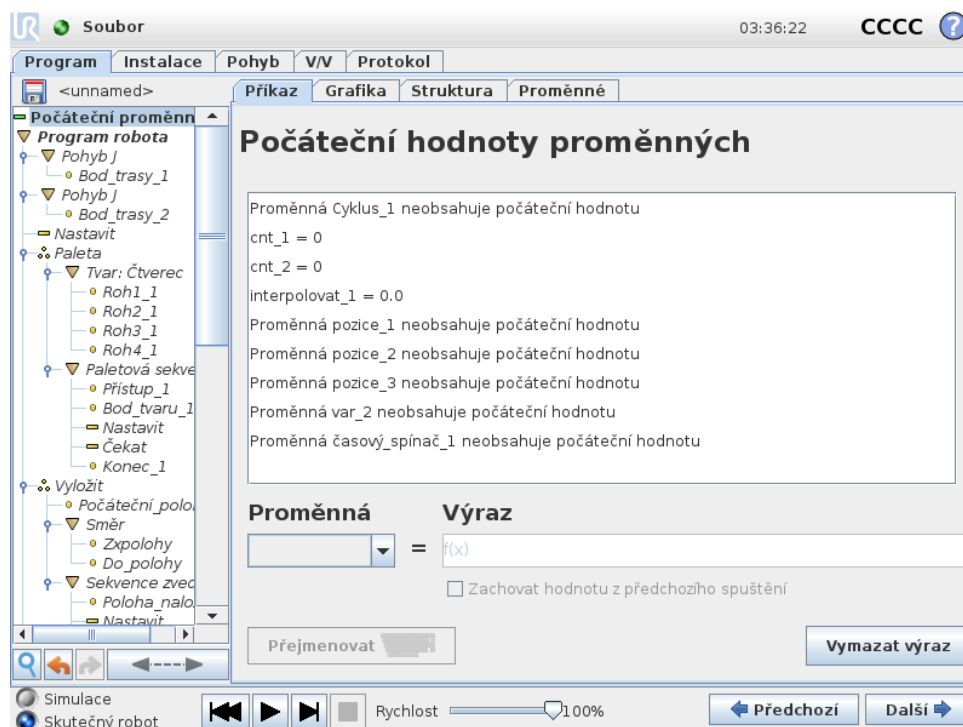 UR Soubor 03:36:22 CCCC ?
Program Instalace Pohyb V/V Protokol
<unnamed>
Příkaz Grafika Struktura Proměnné
Počáteční proměnn
Program robota
Pohyb J
Bod_trasy_1
Pohyb J
Bod_trasy_2
Nastavit
Paleta
Tvar: Čtverec
Roh1_1
Roh2_1
Roh3_1
Roh4_1
Paletová sekve
Přístup_1
Bod_tvaru_1
Nastavit
Čekat
Konec_1
Vyložit
Počáteční_polo
Směr
Zxpolohy
Do_polohy
Sekvence zvec
Poloha_nalo
Nastavit
Počáteční hodnoty proměnných
Proměnná Cyklus_1 neobsahuje počáteční hodnotu
cnt_1 = 0
cnt_2 = 0
interpolovat_1 = 0.0
Proměnná pozice_1 neobsahuje počáteční hodnotu
Proměnná pozice_2 neobsahuje počáteční hodnotu
Proměnná pozice_3 neobsahuje počáteční hodnotu
Proměnná var_2 neobsahuje počáteční hodnotu
Proměnná časový_spínač_1 neobsahuje počáteční hodnotu
Proměnná Výraz
= f(x)
Zachovat hodnotu z předchozího spuštění
Přejmenovat
Vymazat výraz
Simulace
Skutečný robot
Rychlost 100%
Předchozí Další